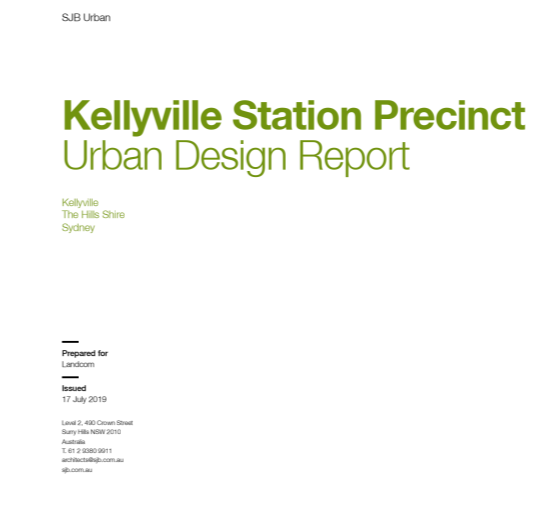 SJB Urban
Kellyville Station Precinct
Urban Design Report
Kellyville
The Hills Shire
Sydney
Prepared for
Landcom
Issued
17 July 2019
Level 2, 490 Crown Street
Surry Hills NSW 2010
Australia
T. 61 2 9380 9911
architects@sjb.com.au
sjb.com.au